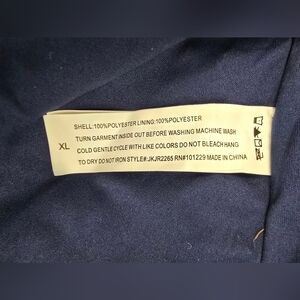 SHELL:100%POLYESTER LINING:100%POLYESTER
TURN GARMENT INSIDE OUT BEFORE WASHING MACHINE WASH
XL
COLD GENTLE CYCLE WITH LIKE COLORS DO NOT BLEACH HANG
TO DRY DO NOT IRON STYLE#:JKJR2265 RN#101229 MADE IN CHINA